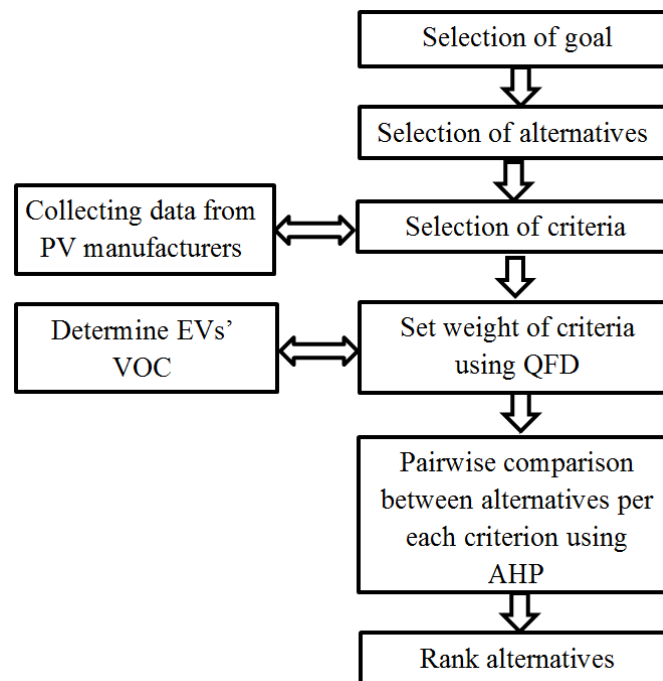 Selection of goal
Selection of alternatives
Collecting data from
PV manufacturers
Selection of criteria
Determine EVs’
VOC
Set weight of criteria
using QFD
Pairwise comparison
between alternatives per
each criterion using
AHP
Rank alternatives